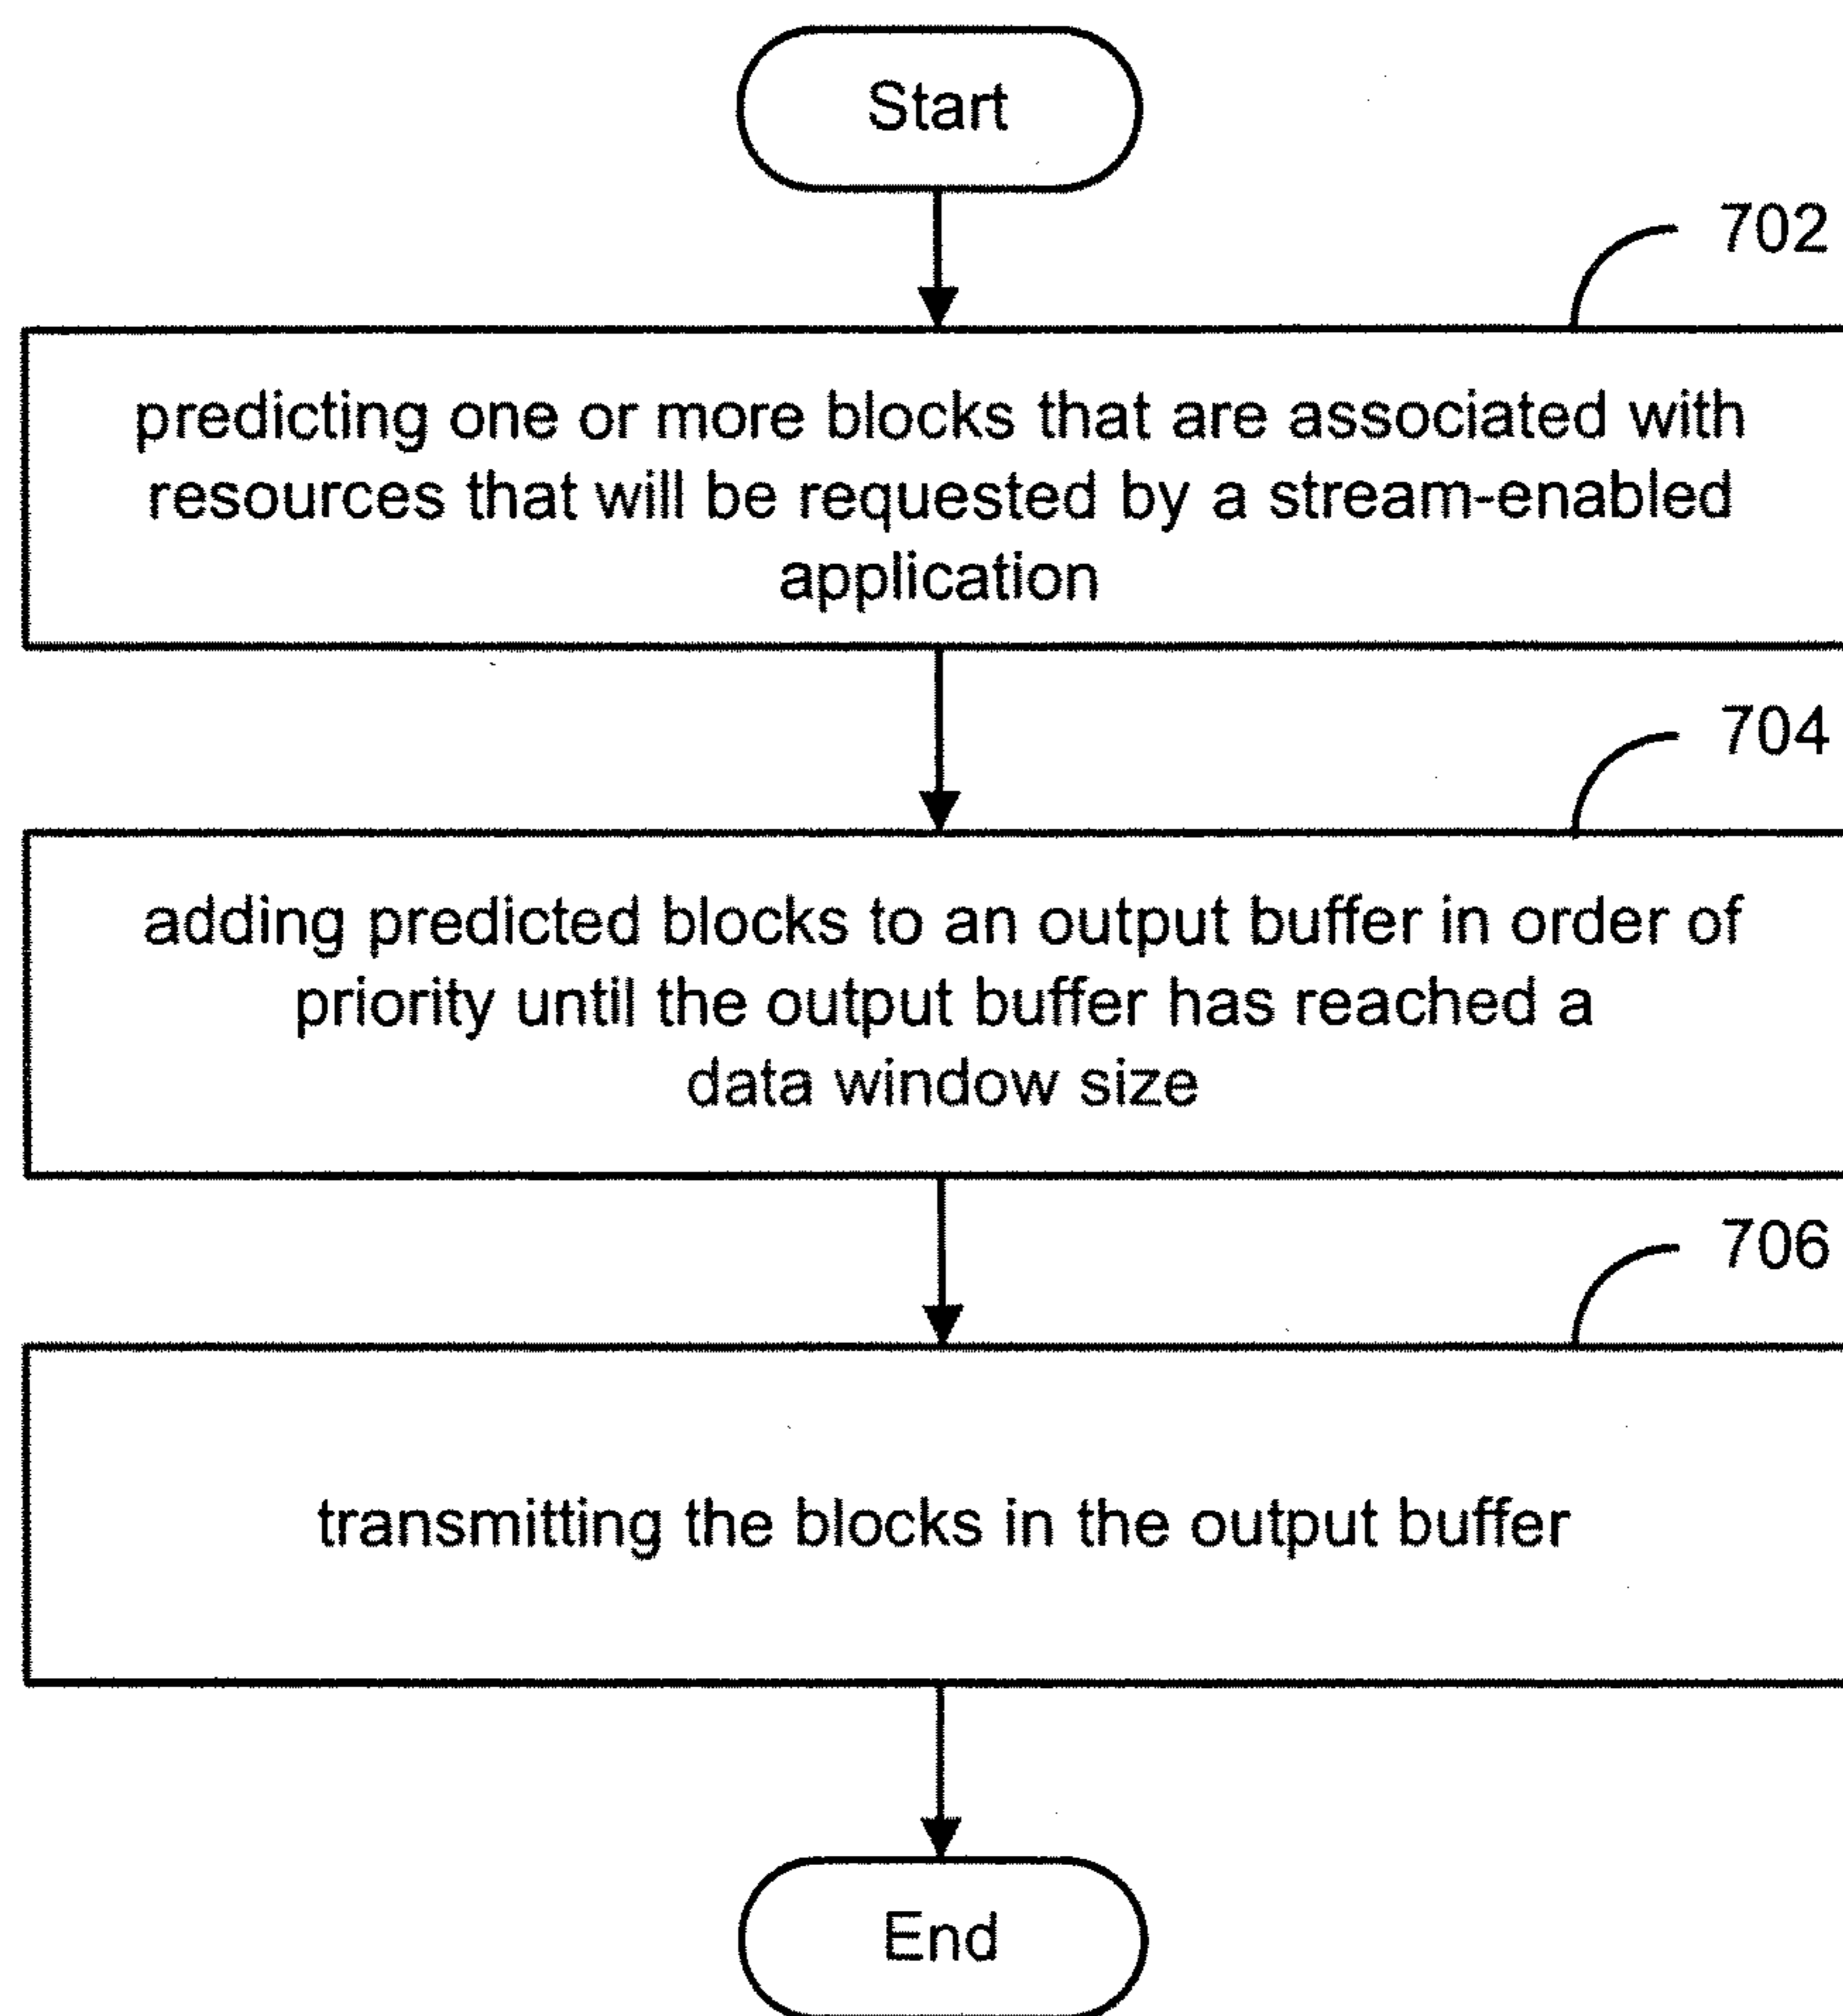 Start
702
predicting one or more blocks that are associated with
resources that will be requested by a stream-enabled
application
704
adding predicted blocks to an output buffer in order of
priority until the output buffer has reached a
data window size
706
transmitting the blocks in the output buffer
End